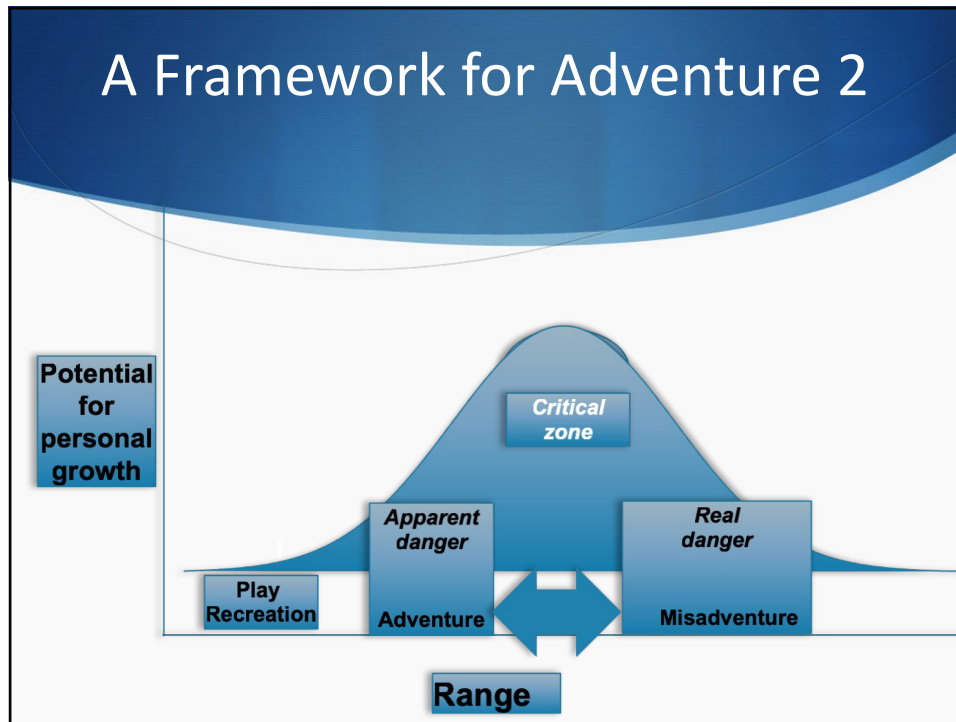 A Framework for Adventure 2
Potential
for
personal
growth
Critical
zone
Apparent
danger
Adventure
Real
danger
Misadventure
Play
Recreation
Range